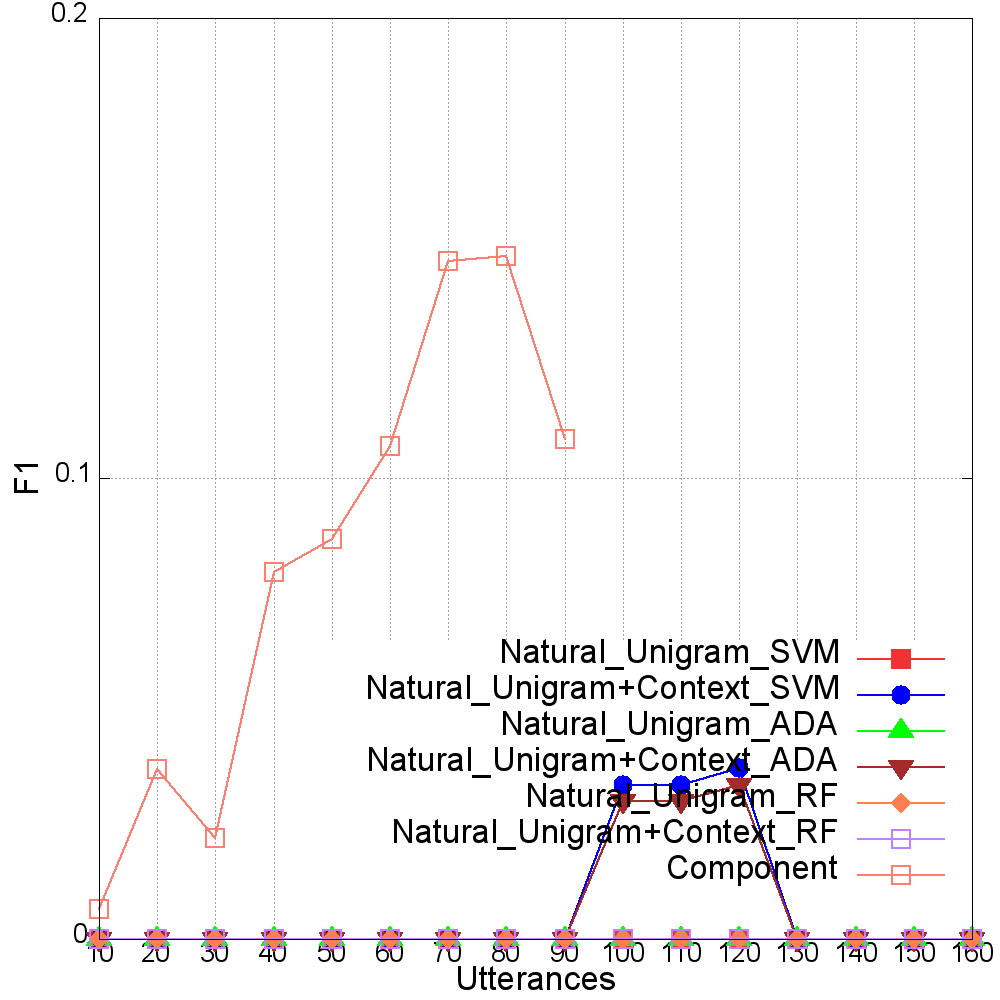 0.2
0.1
0
F1
Natural_Unigram_SVM
Natural_Unigram+Context_SVM
Natural_Unigram_ADA
Natural_Unigram+Context_ADA
Natural_Unigram_RF
Natural_Unigram+Context_RF
Component
10 20 30 40 50 60 70 80 90 100 110 120 130 140 150 160
Utterances